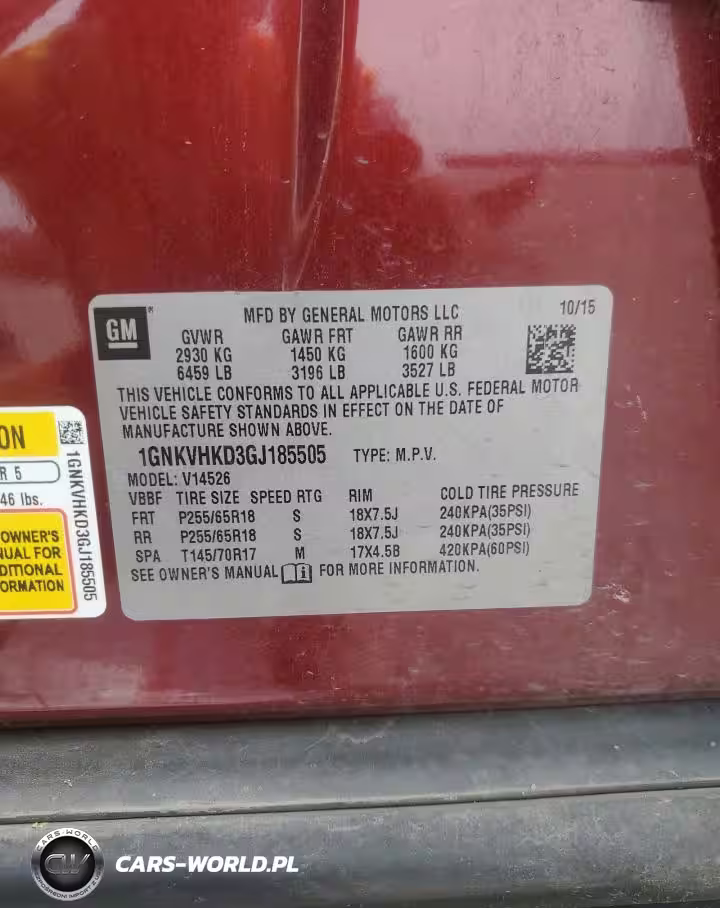 GM
MFD BY GENERAL MOTORS LLC 10/15
GVWR GAWR FRT GAWR RR
2930 KG 1450 KG 1600 KG
6459 LB 3196 LB 3527 LB
THIS VEHICLE CONFORMS TO ALL APPLICABLE U.S. FEDERAL MOTOR
VEHICLE SAFETY STANDARDS IN EFFECT ON THE DATE OF
MANUFACTURE SHOWN ABOVE.
1GNKVHKD3GJ185505 TYPE: M.P.V.
MODEL: V14526
VBBF TIRE SIZE SPEED RTG RIM COLD TIRE PRESSURE
FRT P255/65R18 S 18X7.5J 240KPA(35PSI)
RR P255/65R18 S 18X7.5J 240KPA(35PSI)
SPA T145/70R17 M 17X4.5B 420KPA(60PSI)
SEE OWNER'S MANUAL i FOR MORE INFORMATION.
ON
R 5
46 lbs.
OWNER'S
UAL FOR
DITIONAL
ORMATION
1GNKVHKD3GJ185505
CARS-WORLD
CW
CARS-WORLD.PL